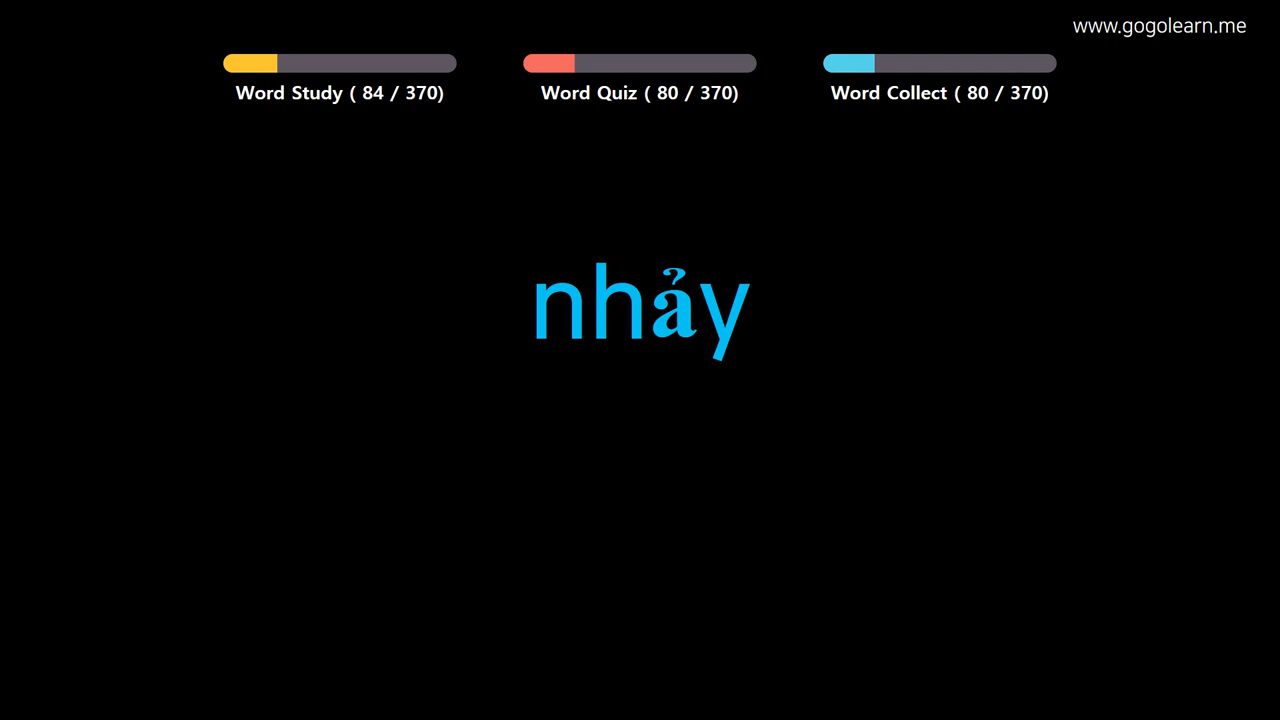 www.gogolearn.me
Word Study ( 84 / 370)
Word Quiz ( 80 / 370)
Word Collect ( 80 / 370)
nhảy